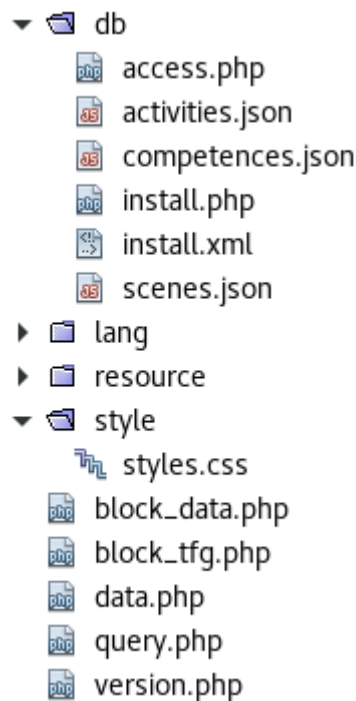 db
access.php
activities.json
competences.json
install.php
install.xml
scenes.json
lang
resource
style
styles.css
block_data.php
block_tfg.php
data.php
query.php
version.php